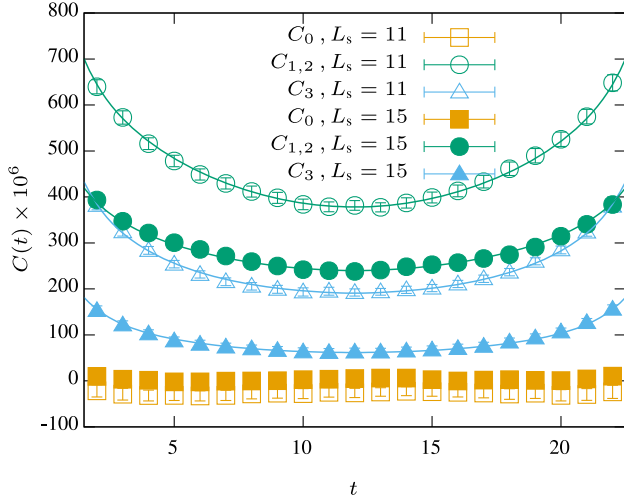 800
700
600
500
400
300
200
100
0
-100
C(t) × 10⁶
C₀ , Lₛ = 11
C₁,₂ , Lₛ = 11
C₃ , Lₛ = 11
C₀ , Lₛ = 15
C₁,₂ , Lₛ = 15
C₃ , Lₛ = 15
5 10 15 20
t